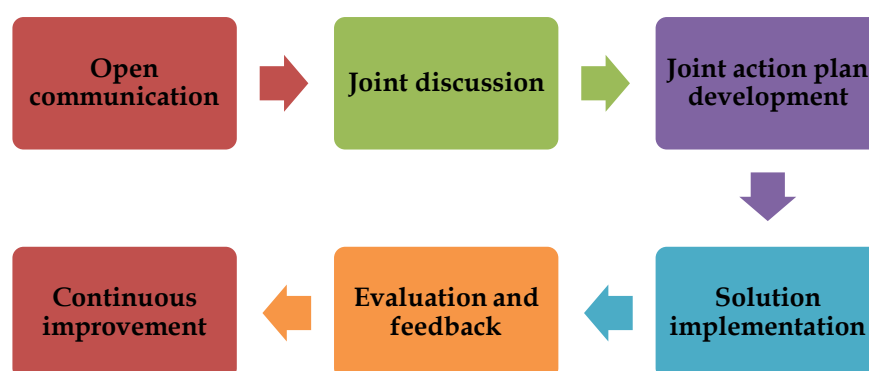 Open
communication
Joint discussion
Joint action plan
development
Solution
implementation
Evaluation and
feedback
Continuous
improvement